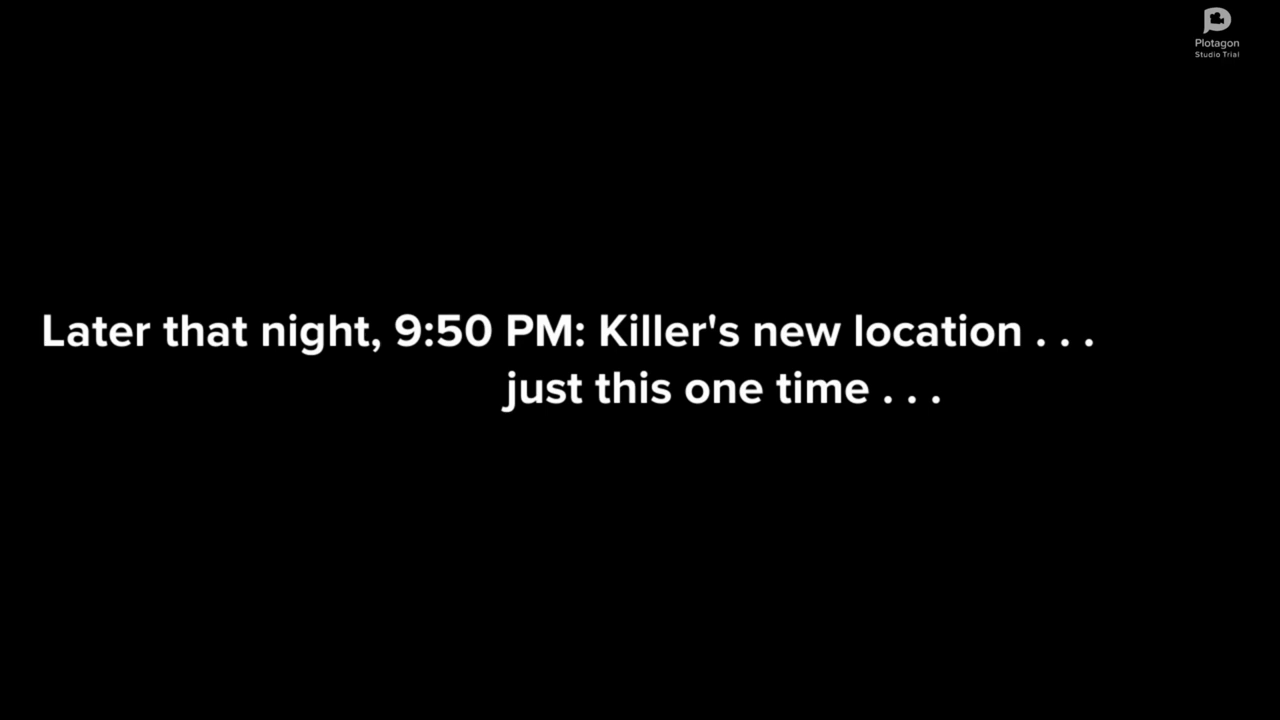 Plotagon
Studio Trial
Later that night, 9:50 PM: Killer's new location . . .
just this one time . . .